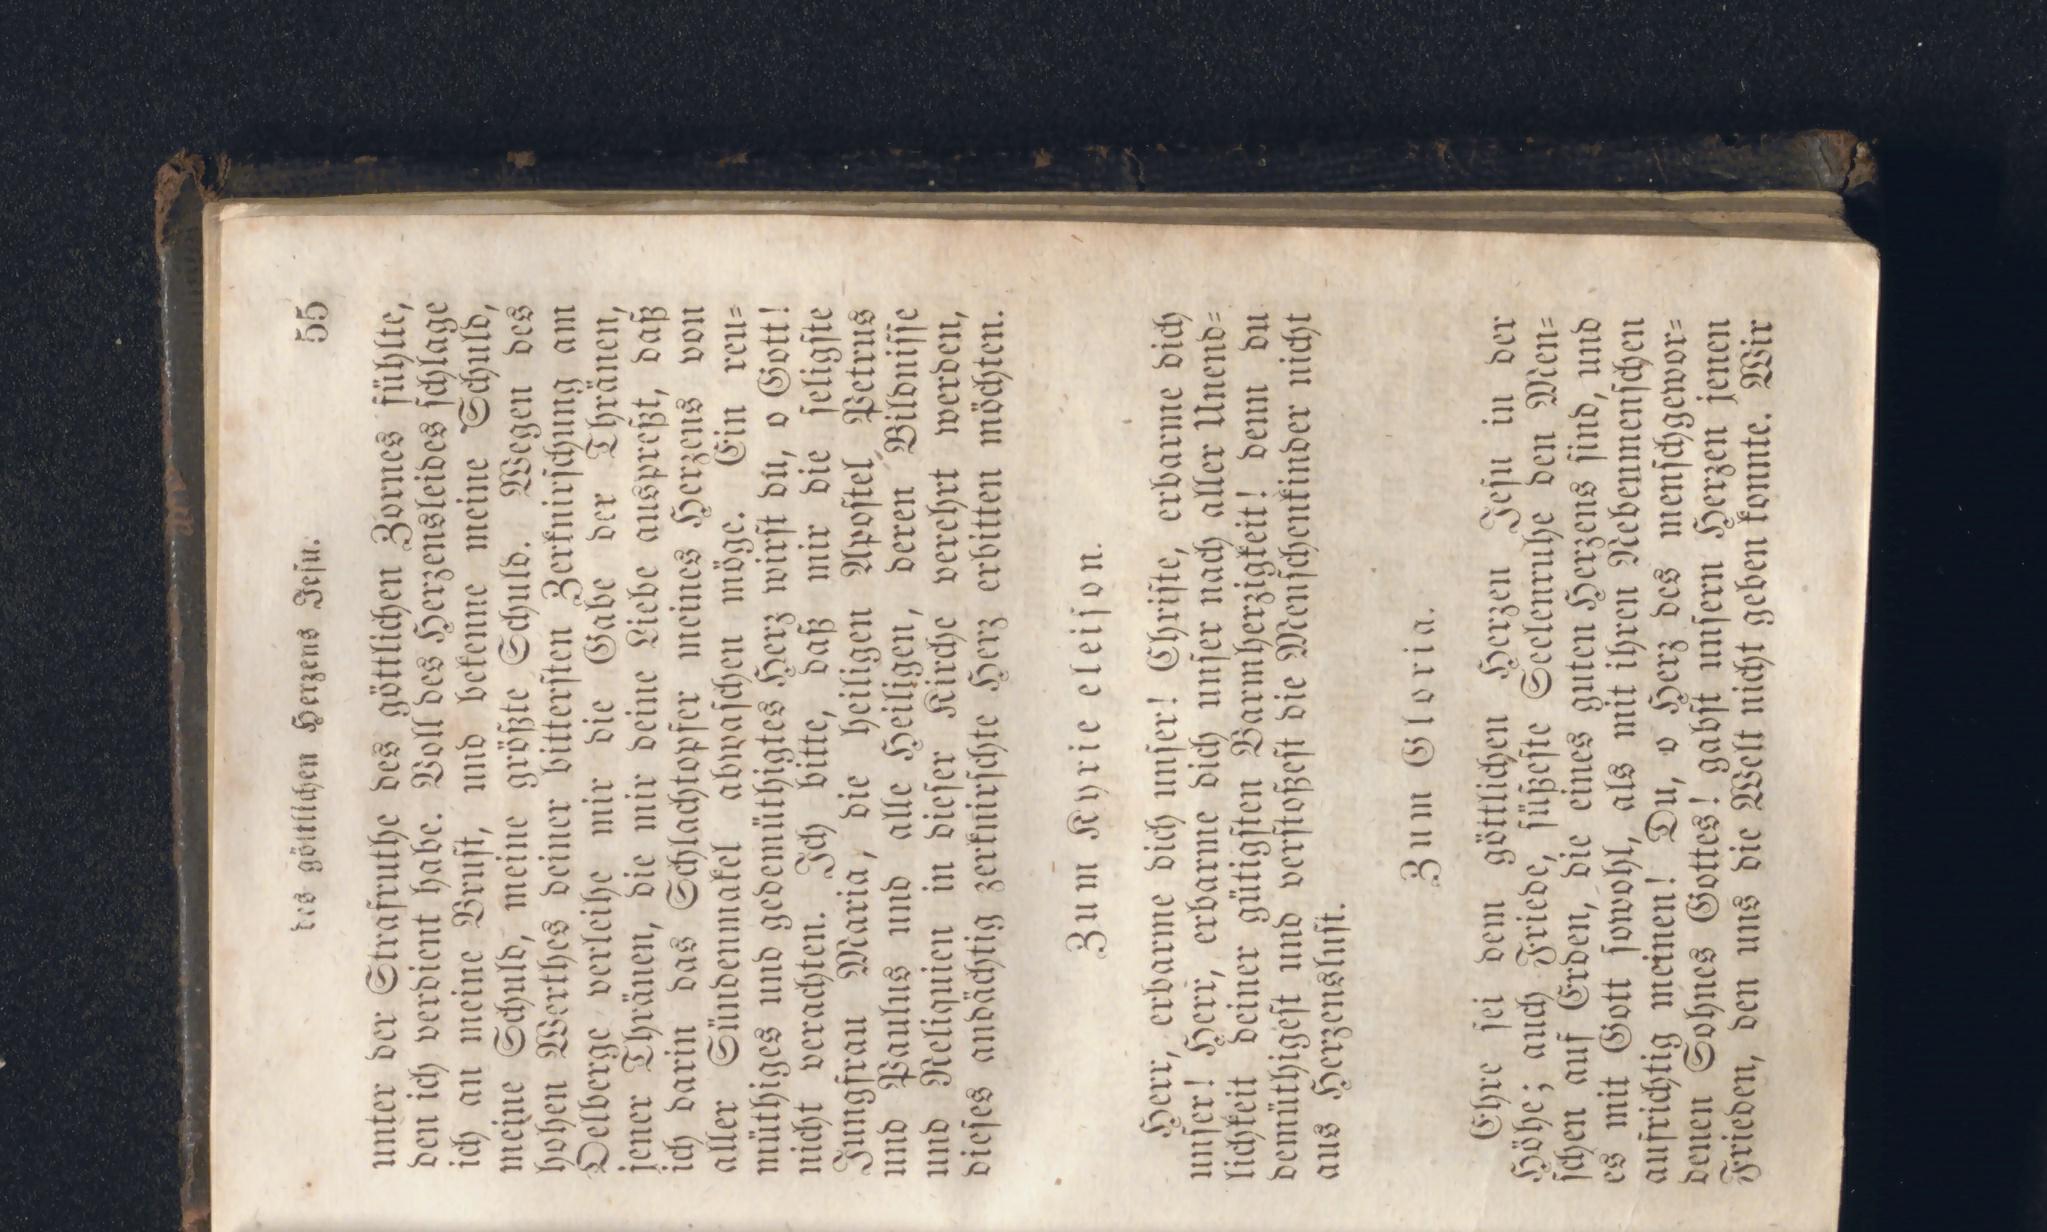 des göttlichen Herzens Jesu. 55
unter der Strafruthe des göttlichen Zornes fühlte,
den ich verdient habe. Voll des Herzensleides schlage
ich an meine Brust, und bekenne meine Schuld,
meine Schuld, meine größte Schuld. Wegen des
hohen Werthes deiner bittersten Zerknirschung am
Oelberge verleihe mir die Gabe der Thränen,
jener Thränen, die mir deine Liebe auspreßt, daß
ich darin das Schlachtopfer meines Herzens von
aller Sündenmakel abwaschen möge. Ein reu-
müthiges und gedemüthigtes Herz wirst du, o Gott!
nicht verachten. Ich bitte, daß mir die seligste
Jungfrau Maria, die heiligen Apostel Petrus
und Paulus und alle Heiligen, deren Bildnisse
und Reliquien in dieser Kirche verehrt werden,
dieses andächtig zerknirschte Herz erbitten möchten.
Zum Kyrie eleison.
Herr, erbarme dich unser! Christe, erbarme dich
unser! Herr, erbarme dich unser nach aller Unend-
lichkeit deiner gütigsten Barmherzigkeit! denn du
demüthigest und verstoßest die Menschenkinder nicht
aus Herzenslust.
Zum Gloria.
Ehre sei dem göttlichen Herzen Jesu in der
Höhe; auch Friede, süßeste Seelenruhe den Men-
schen auf Erden, die eines guten Herzens sind, und
es mit Gott sowohl, als mit ihren Nebenmenschen
aufrichtig meinen! Du, o Herz des menschgewor-
denen Sohnes Gottes! gabst unsern Herzen jenen
Frieden, den uns die Welt nicht geben konnte. Wir